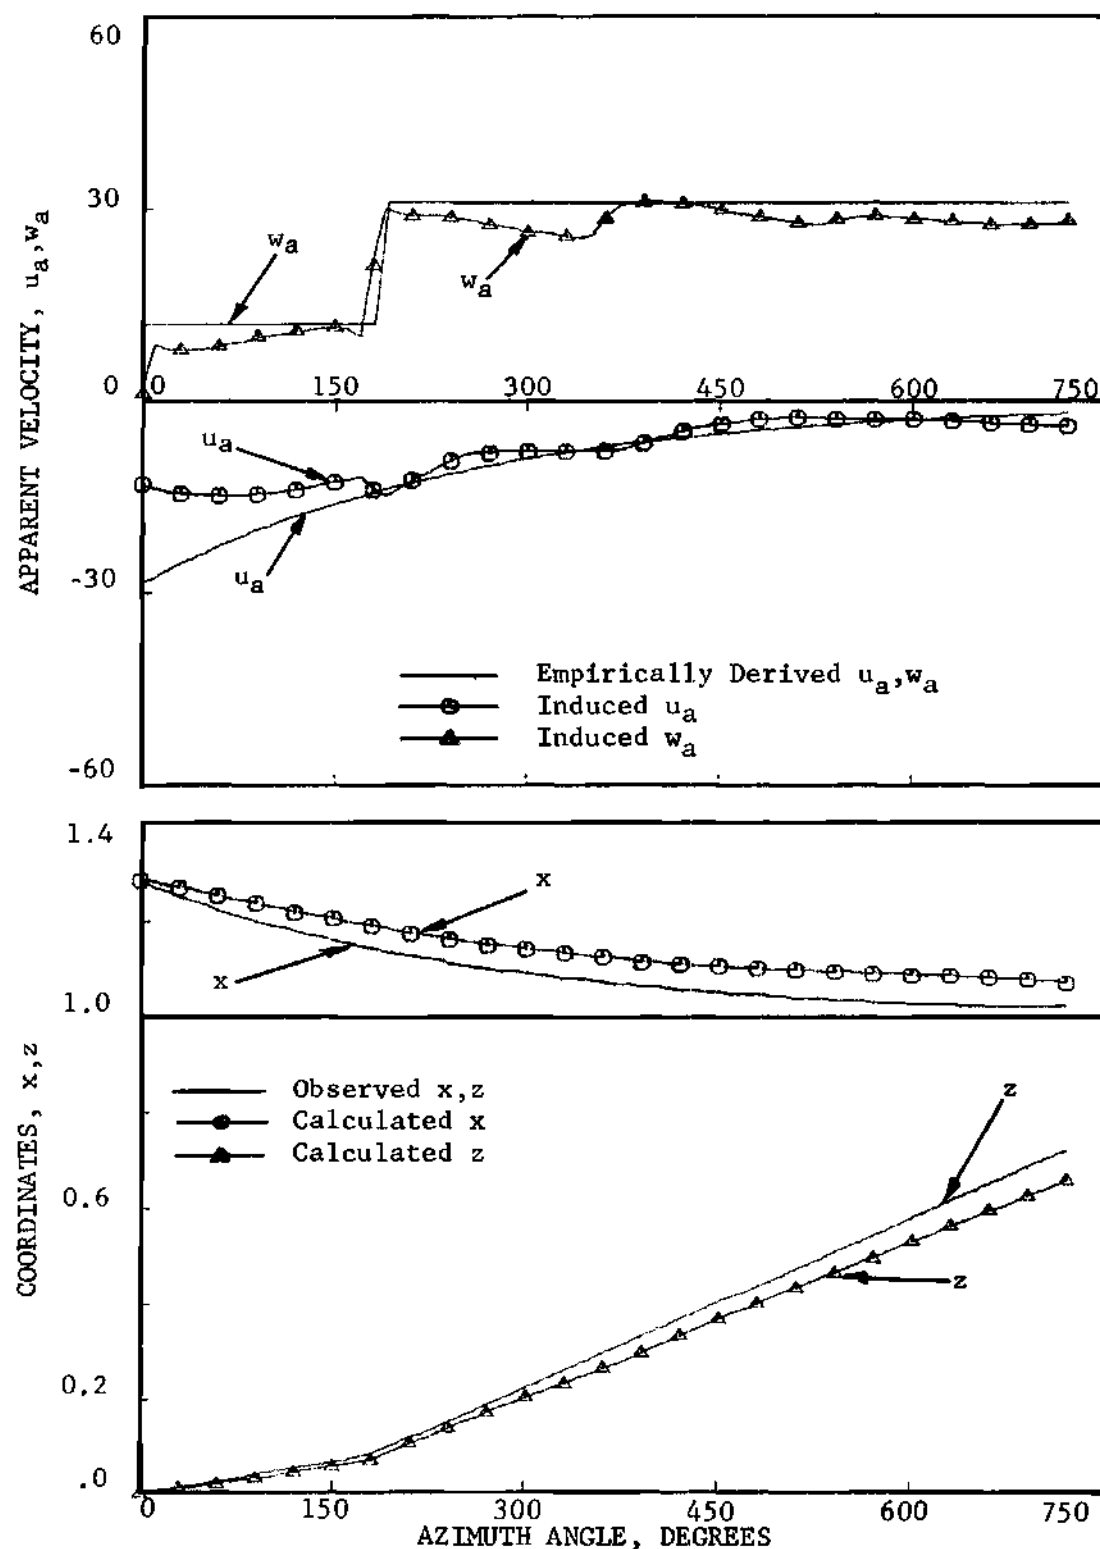 60
30
0
-30
-60
APPARENT VELOCITY, u_a,w_a
w_a
w_a
0 150 300 450 600 750
u_a
u_a
Empirically Derived u_a,w_a
Induced u_a
Induced w_a
1.4
1.0
0.6
0.2
.0
COORDINATES, x,z
x
x
Observed x,z
Calculated x
Calculated z
z
z
0 150 300 450 600 750
AZIMUTH ANGLE, DEGREES